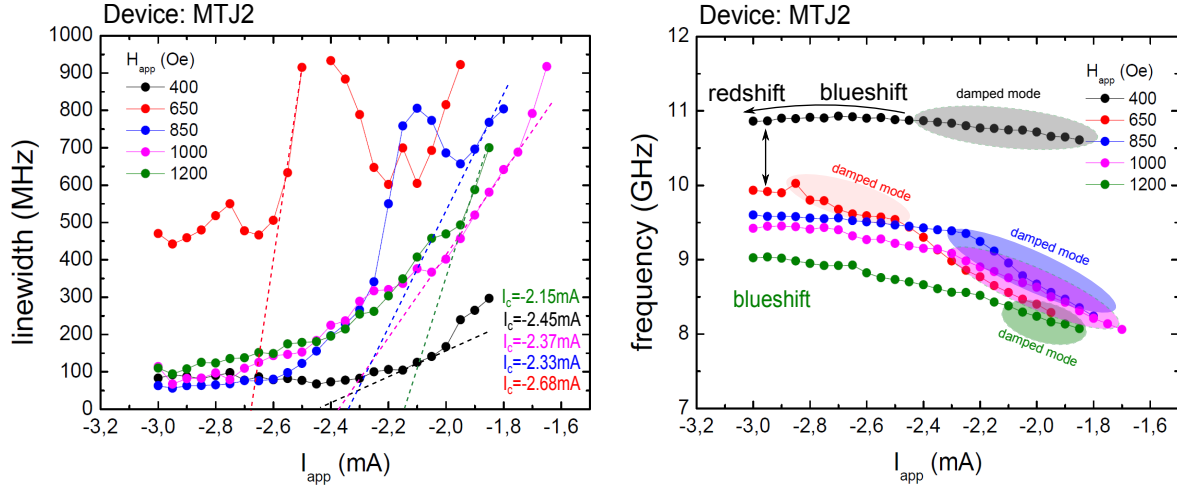 Device: MTJ2
linewidth (MHz)
1000
900
800
700
600
500
400
300
200
100
0
H_app (Oe)
400
650
850
1000
1200
I_c=-2.15mA
I_c=-2.45mA
I_c=-2.37mA
I_c=-2.33mA
I_c=-2.68mA
-3,0 -2,8 -2,6 -2,4 -2,2 -2,0 -1,8 -1,6
I_app (mA)
Device: MTJ2
frequency (GHz)
12
11
10
9
8
7
redshift
blueshift
damped mode
H_app (Oe)
400
650
850
1000
1200
damped mode
damped mode
blueshift
damped mode
-3,2 -3,0 -2,8 -2,6 -2,4 -2,2 -2,0 -1,8 -1,6
I_app (mA)